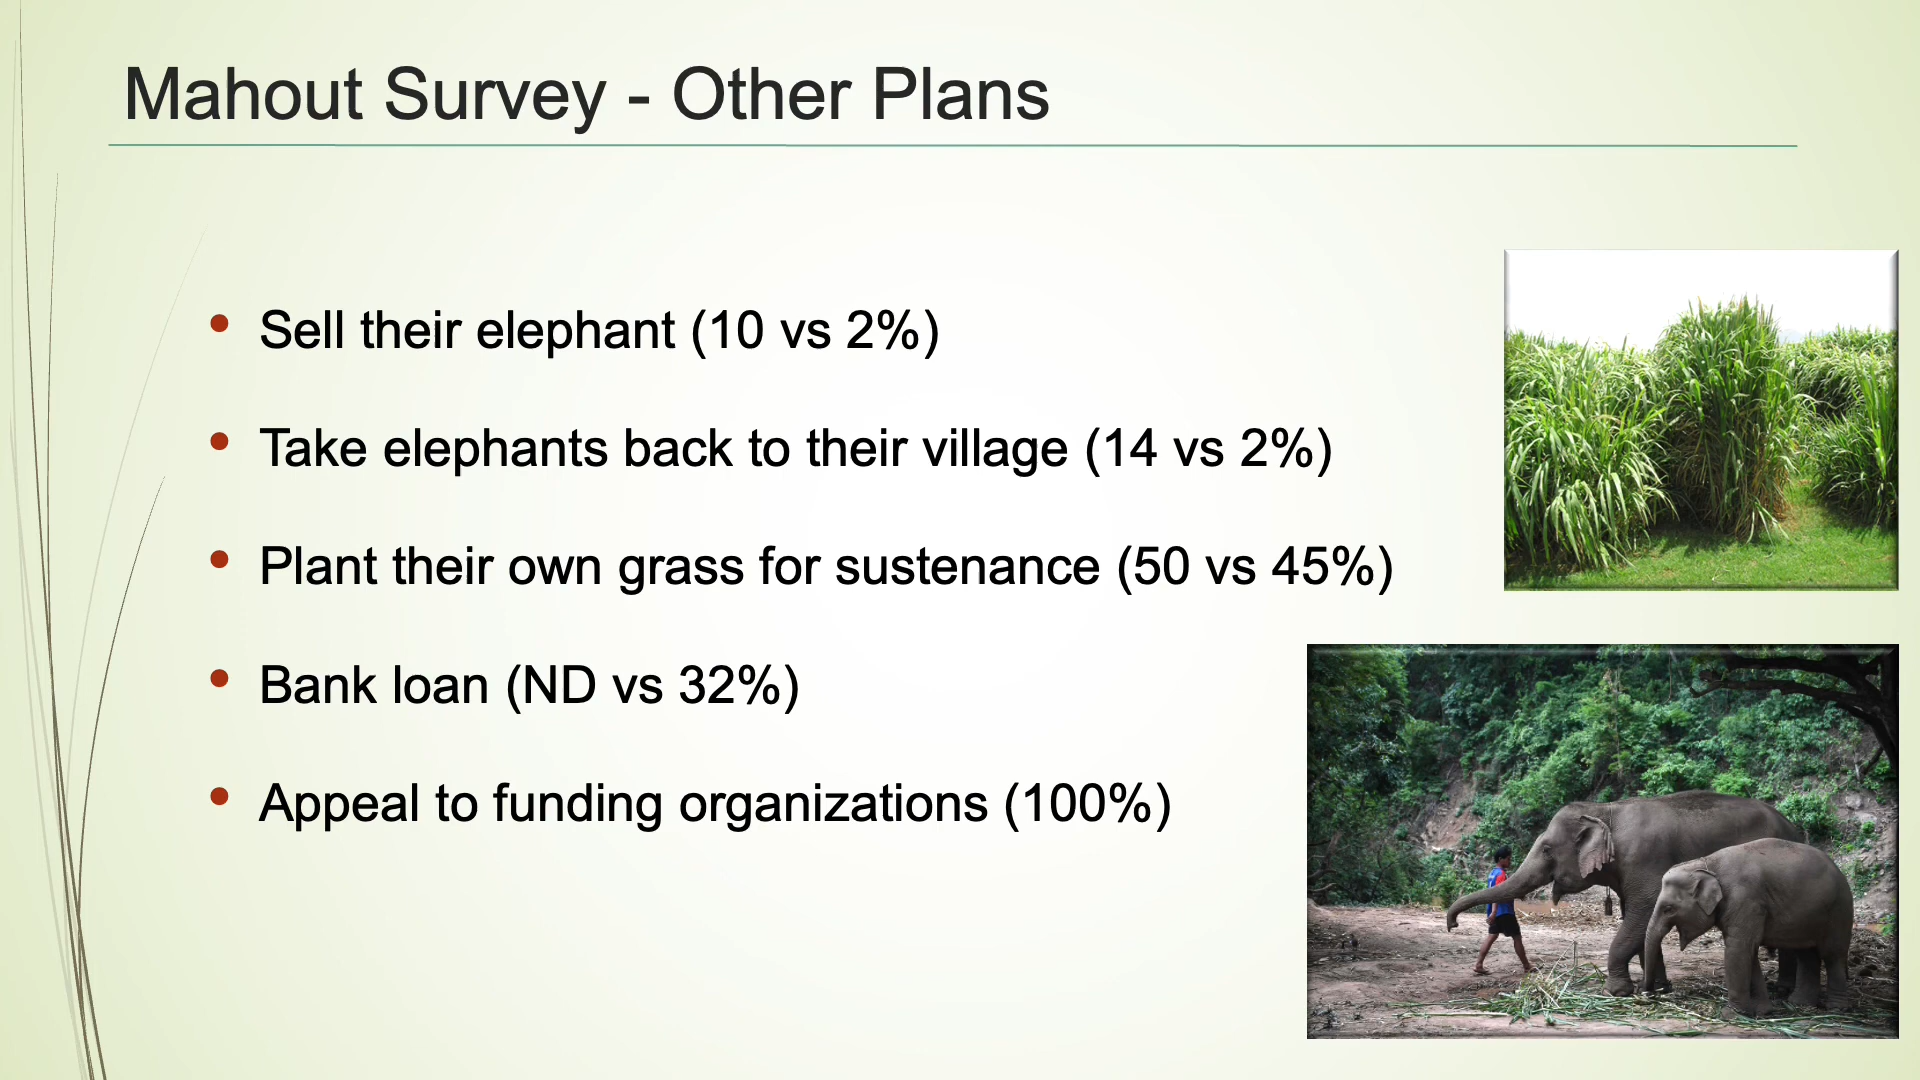 Mahout Survey - Other Plans
• Sell their elephant (10 vs 2%)
• Take elephants back to their village (14 vs 2%)
• Plant their own grass for sustenance (50 vs 45%)
• Bank loan (ND vs 32%)
• Appeal to funding organizations (100%)